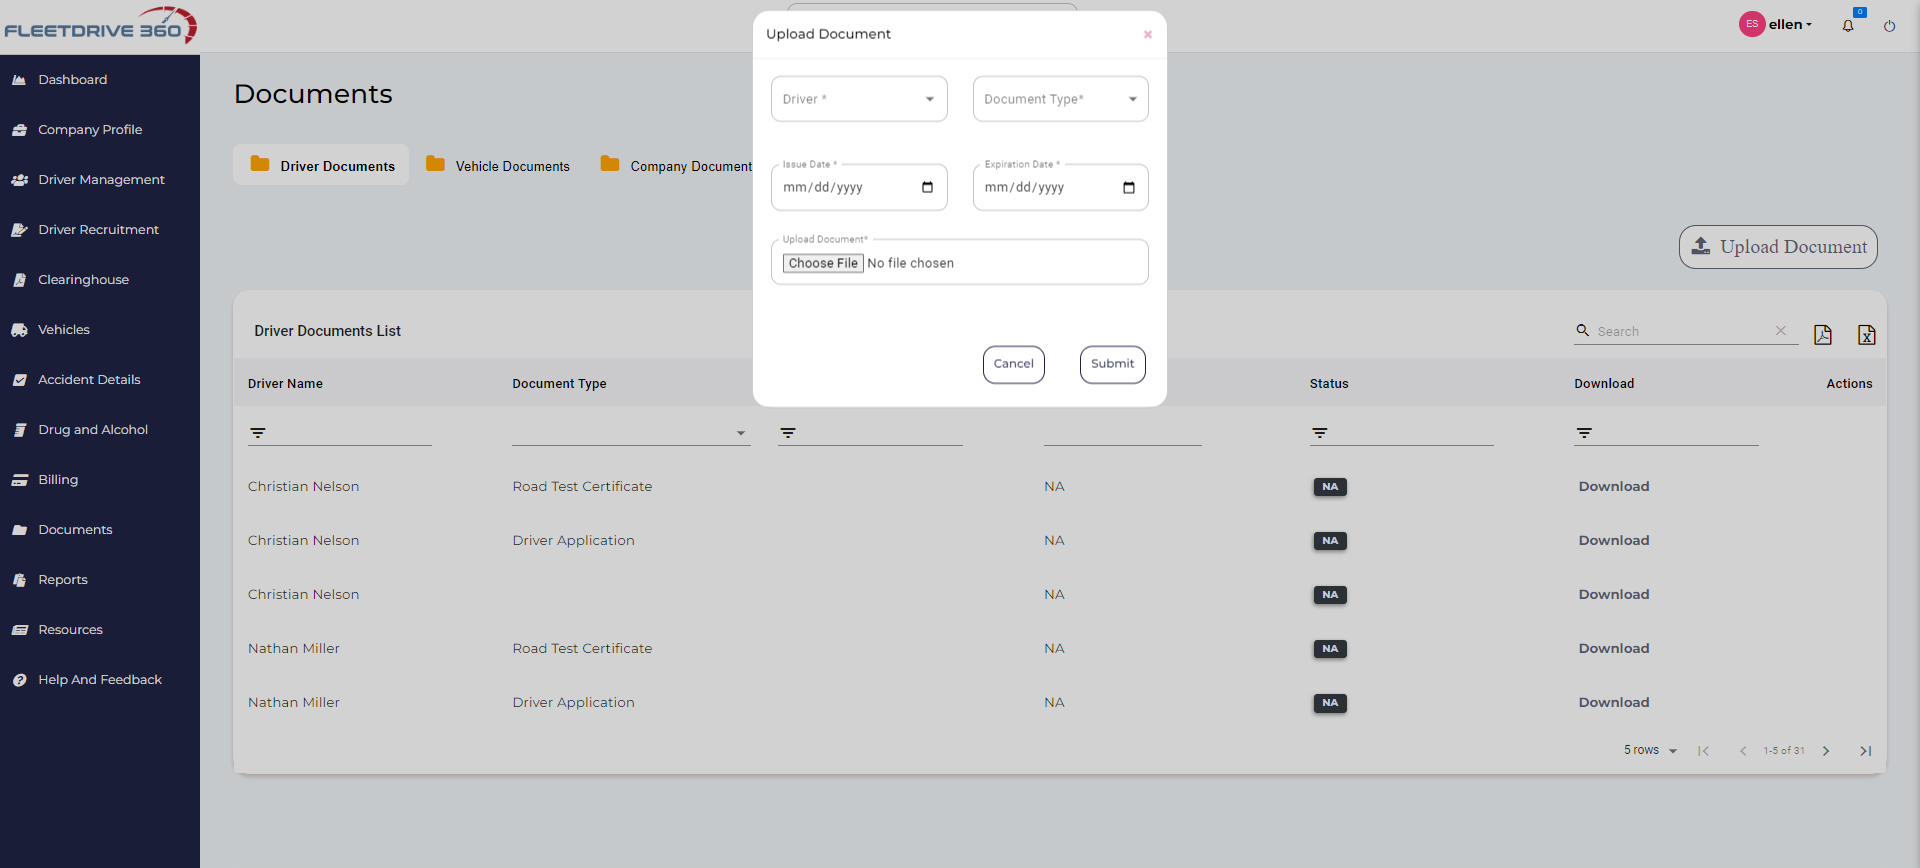 FLEETDRIVE 360
ES ellen
0
Dashboard
Company Profile
Driver Management
Driver Recruitment
Clearinghouse
Vehicles
Accident Details
Drug and Alcohol
Billing
Documents
Reports
Resources
Help And Feedback
Documents
Driver Documents
Vehicle Documents
Company Document
Upload Document
Upload Document
Driver *
Document Type*
Issue Date *
mm/dd/yyyy
Expiration Date *
mm/dd/yyyy
Upload Document*
Choose File No file chosen
Cancel
Submit
Driver Documents List
Search
Driver Name Document Type Status Download Actions
Christian Nelson Road Test Certificate NA NA Download
Christian Nelson Driver Application NA NA Download
Christian Nelson NA NA Download
Nathan Miller Road Test Certificate NA NA Download
Nathan Miller Driver Application NA NA Download
5 rows 1-5 of 31